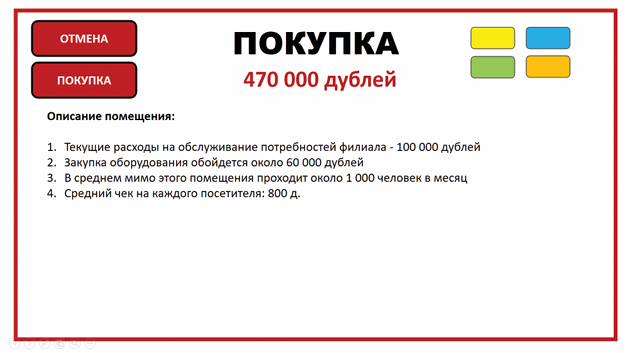 ОТМЕНА
ПОКУПКА
ПОКУПКА
470 000 дублей
Описание помещения:
1. Текущие расходы на обслуживание потребностей филиала - 100 000 дублей
2. Закупка оборудования обойдется около 60 000 дублей
3. В среднем мимо этого помещения проходит около 1 000 человек в месяц
4. Средний чек на каждого посетителя: 800 д.